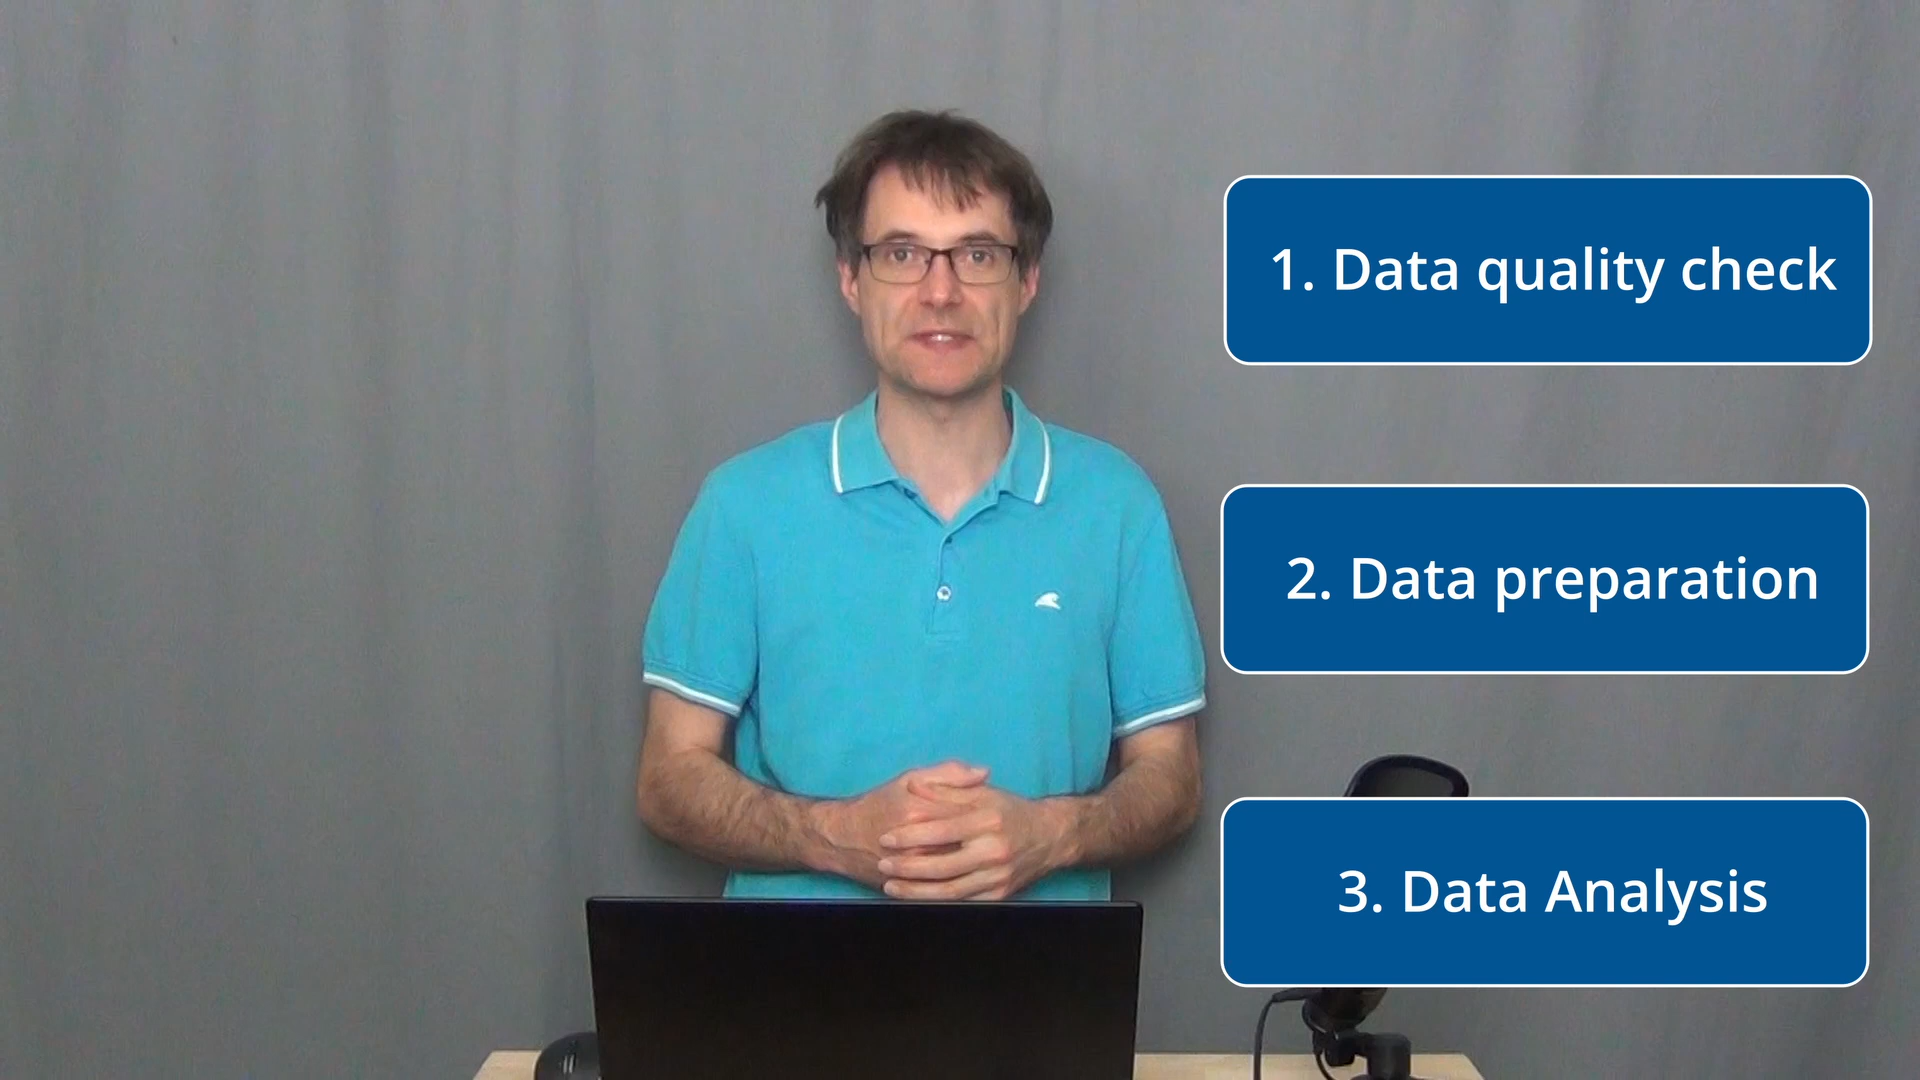 1. Data quality check
2. Data preparation
3. Data Analysis